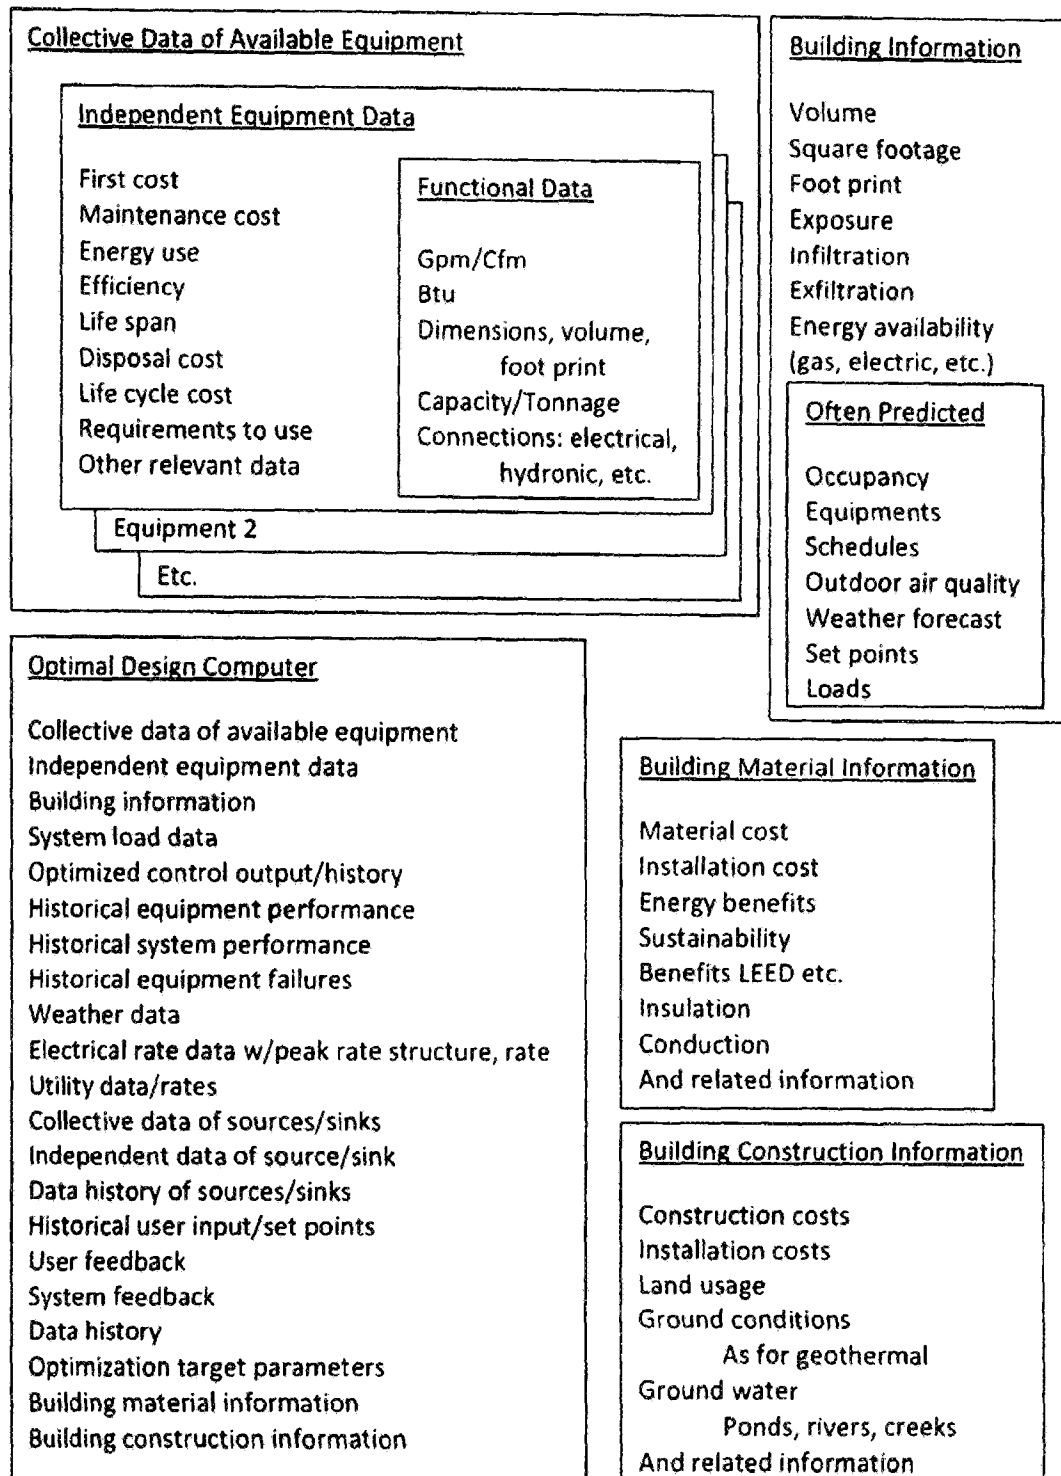 Collective Data of Available Equipment
Independent Equipment Data
First cost
Maintenance cost
Energy use
Efficiency
Life span
Disposal cost
Life cycle cost
Requirements to use
Other relevant data
Functional Data
Gpm/Cfm
Btu
Dimensions, volume,
foot print
Capacity/Tonnage
Connections: electrical,
hydronic, etc.
Equipment 2
Etc.
Building Information
Volume
Square footage
Foot print
Exposure
Infiltration
Exfiltration
Energy availability
(gas, electric, etc.)
Often Predicted
Occupancy
Equipments
Schedules
Outdoor air quality
Weather forecast
Set points
Loads
Optimal Design Computer
Collective data of available equipment
Independent equipment data
Building information
System load data
Optimized control output/history
Historical equipment performance
Historical system performance
Historical equipment failures
Weather data
Electrical rate data w/peak rate structure, rate
Utility data/rates
Collective data of sources/sinks
Independent data of source/sink
Data history of sources/sinks
Historical user input/set points
User feedback
System feedback
Data history
Optimization target parameters
Building material information
Building construction information
Building Material Information
Material cost
Installation cost
Energy benefits
Sustainability
Benefits LEED etc.
Insulation
Conduction
And related information
Building Construction Information
Construction costs
Installation costs
Land usage
Ground conditions
As for geothermal
Ground water
Ponds, rivers, creeks
And related information